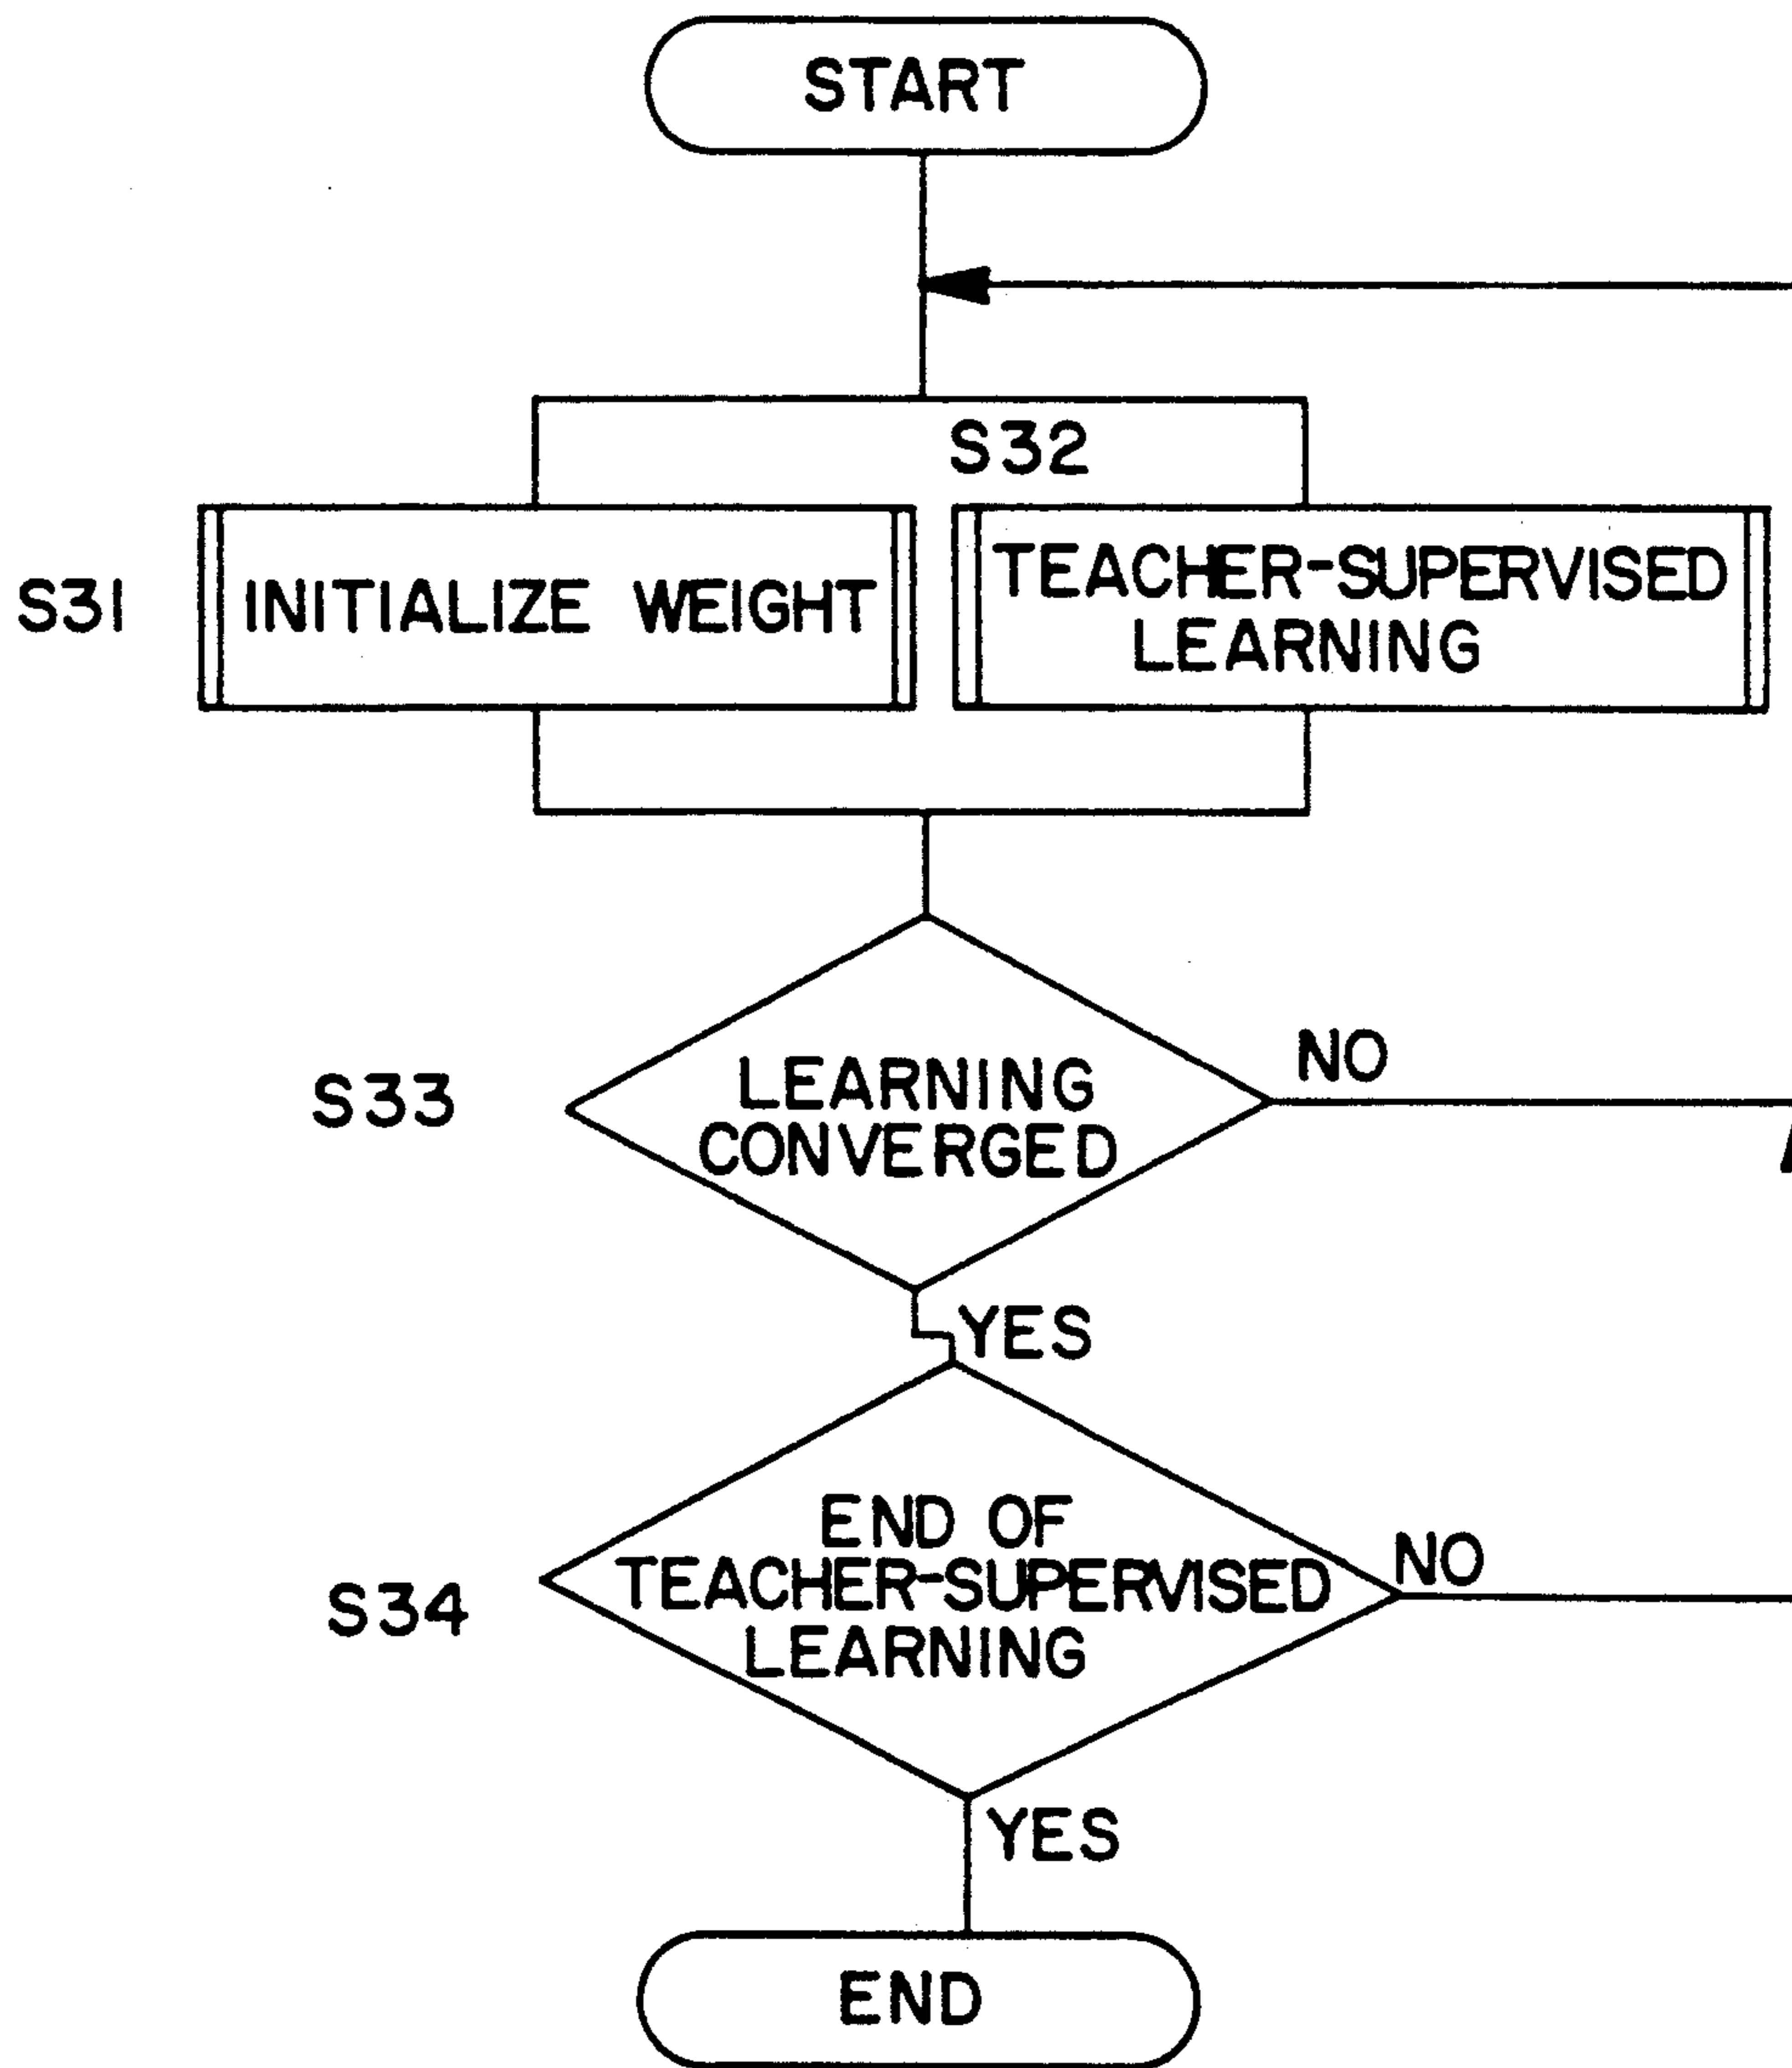 START
S32
S31
INITIALIZE WEIGHT
TEACHER-SUPERVISED
LEARNING
S33
LEARNING
CONVERGED
NO
YES
S34
END OF
TEACHER-SUPERVISED
LEARNING
NO
YES
END